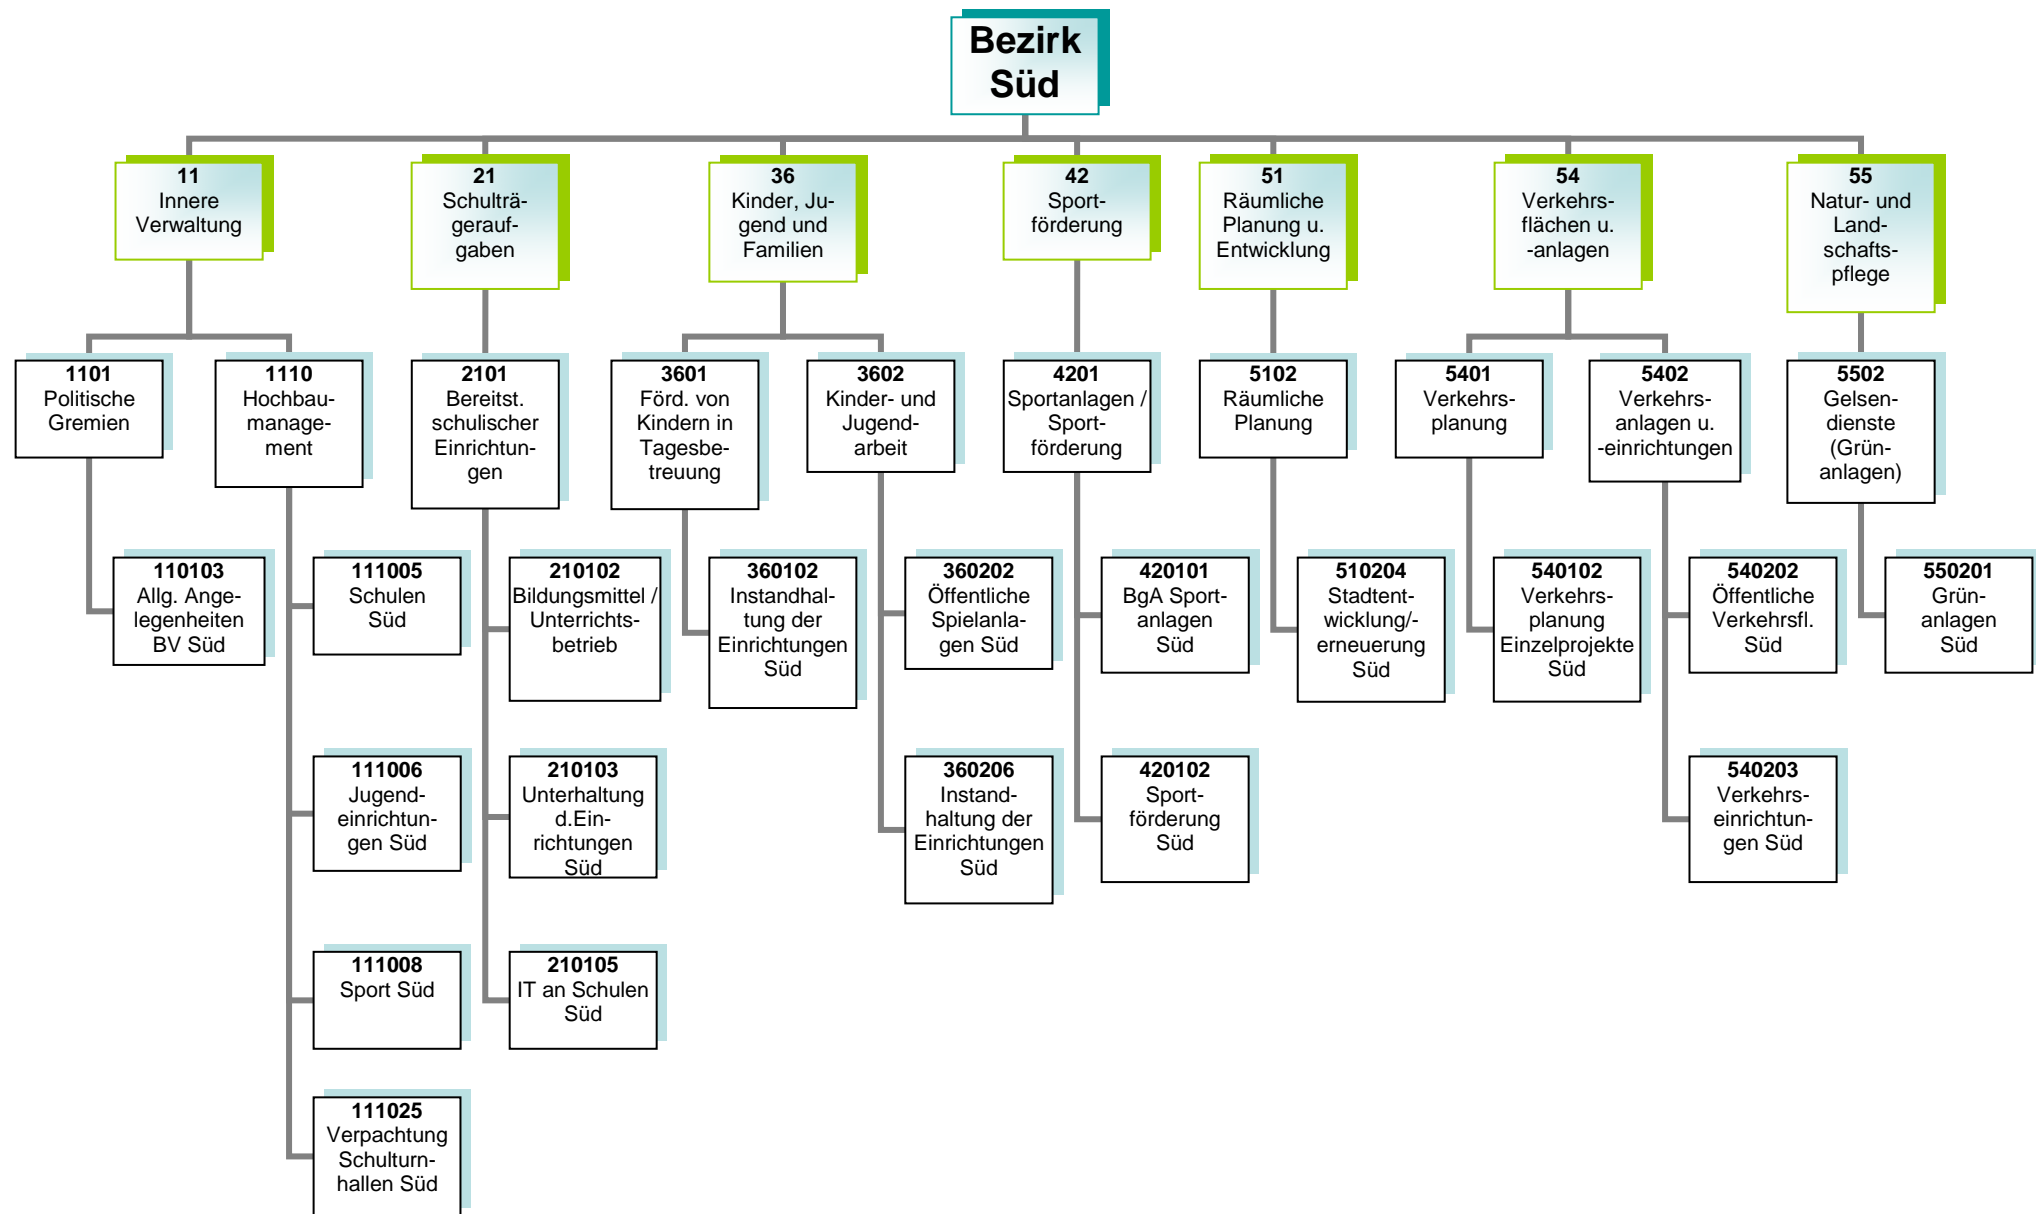 Bezirk
Süd
11
Innere
Verwaltung
21
Schulträ-
gerauf-
gaben
36
Kinder, Ju-
gend und
Familien
42
Sport-
förderung
51
Räumliche
Planung u.
Entwicklung
54
Verkehrs-
flächen u.
-anlagen
55
Natur- und
Land-
schafts-
pflege
1101
Politische
Gremien
1110
Hochbau-
manage-
ment
2101
Bereitst.
schulischer
Einrichtun-
gen
3601
Förd. von
Kindern in
Tagesbe-
treuung
3602
Kinder- und
Jugend-
arbeit
4201
Sportanlagen /
Sport-
förderung
5102
Räumliche
Planung
5401
Verkehrs-
planung
5402
Verkehrs-
anlagen u.
-einrichtungen
5502
Gelsen-
dienste
(Grün-
anlagen)
110103
Allg. Ange-
legenheiten
BV Süd
111005
Schulen
Süd
210102
Bildungsmittel /
Unterrichts-
betrieb
360102
Instandhal-
tung der
Einrichtungen
Süd
360202
Öffentliche
Spielanla-
gen Süd
420101
BgA Sport-
anlagen
Süd
510204
Stadtent-
wicklung/-
erneuerung
Süd
540102
Verkehrs-
planung
Einzelprojekte
Süd
540202
Öffentliche
Verkehrsfl.
Süd
550201
Grün-
anlagen
Süd
111006
Jugend-
einrichtun-
gen Süd
210103
Unterhaltung
d.Ein-
richtungen
Süd
360206
Instand-
haltung der
Einrichtungen
Süd
420102
Sport-
förderung
Süd
540203
Verkehrs-
einrichtun-
gen Süd
111008
Sport Süd
210105
IT an Schulen
Süd
111025
Verpachtung
Schulturn-
hallen Süd